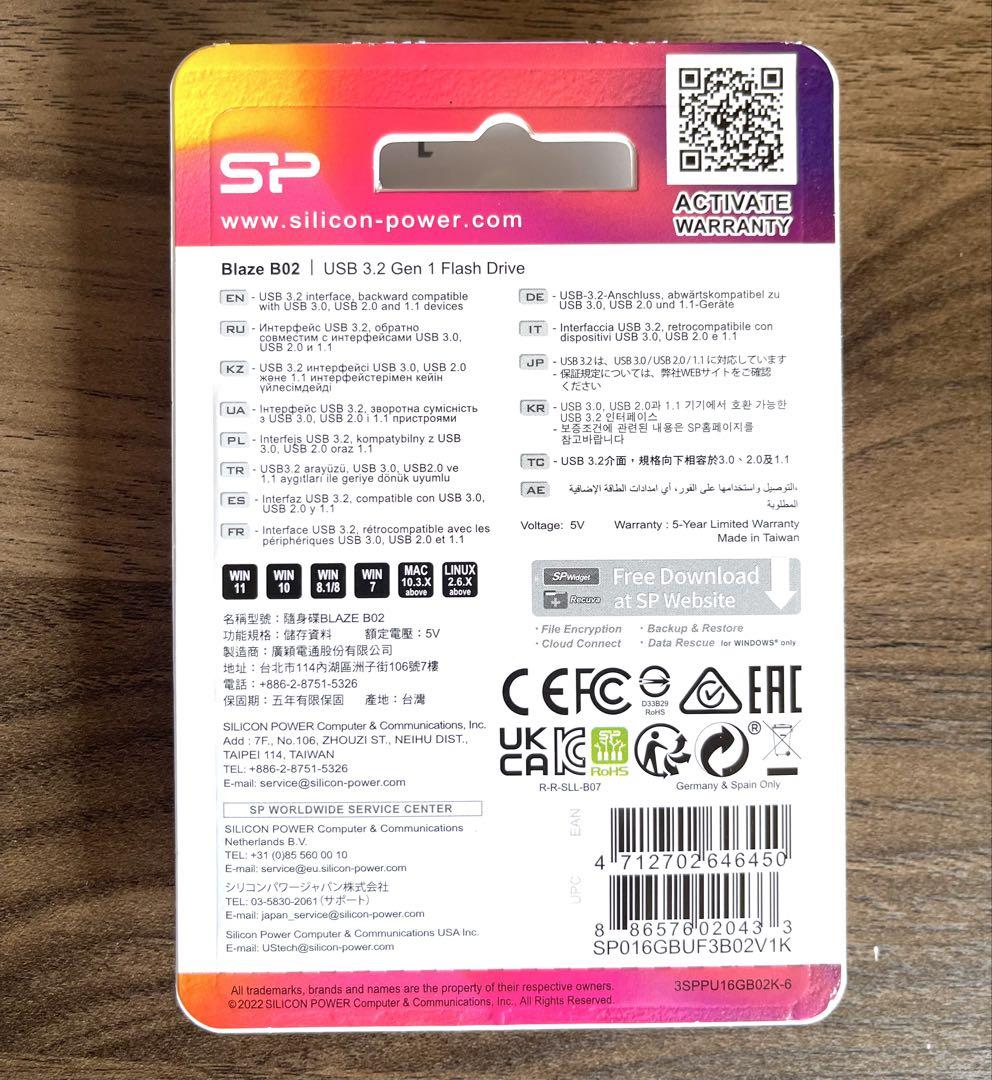 SP
www.silicon-power.com
ACTIVATE
WARRANTY
Blaze B02 | USB 3.2 Gen 1 Flash Drive
EN - USB 3.2 interface, backward compatible
with USB 3.0, USB 2.0 and 1.1 devices
RU - Интерфейс USB 3.2, обратно
совместим с интерфейсами USB 3.0,
USB 2.0 и 1.1
KZ - USB 3.2 интерфейсі USB 3.0, USB 2.0
және 1.1 интерфейстерімен кейін
үйлесімдейді
UA - Інтерфейс USB 3.2, зворотна сумісність
з USB 3.0, USB 2.0 і 1.1 пристроями
PL - Interfejs USB 3.2, kompatybilny z USB
3.0, USB 2.0 oraz 1.1
TR - USB3.2 arayüzü, USB 3.0, USB2.0 ve
1.1 aygıtları ile geriye dönük uyumlu
ES - Interfaz USB 3.2, compatible con USB 3.0,
USB 2.0 y 1.1
FR - Interface USB 3.2, rétrocompatible avec les
périphériques USB 3.0, USB 2.0 et 1.1
DE - USB-3.2-Anschluss, abwärtskompatibel zu
USB 3.0, USB 2.0 und 1.1-Geräte
IT - Interfaccia USB 3.2, retrocompatibile con
dispositivi USB 3.0, USB 2.0 e 1.1
JP - USB 3.2は、USB 3.0 / USB 2.0 / 1.1 に対応しています
- 保証規定については、弊社WEBサイトをご確認
ください
KR - USB 3.0, USB 2.0과 1.1 기기에서 호환 가능한
USB 3.2 인터페이스
- 보증조건에 관련된 내용은 SP홈페이지를
참고바랍니다
TC - USB 3.2介面，規格向下相容於3.0、2.0及1.1
AE التوصيل واستخدامها على الفور، أي امدادات الطاقة الإضافية،
المطلوبة
Voltage: 5V Warranty : 5-Year Limited Warranty
Made in Taiwan
WIN 11
WIN 10
WIN 8.1/8
WIN 7
MAC 10.3.X above
LINUX 2.6.X above
SP Widget
Recuva
Free Download
at SP Website
· File Encryption · Backup & Restore
· Cloud Connect · Data Rescue for WINDOWS® only
名稱型號：隨身碟BLAZE B02
功能規格：儲存資料 額定電壓：5V
製造商：廣穎電通股份有限公司
地址：台北市114內湖區洲子街106號7樓
電話：+886-2-8751-5326
保固期：五年有限保固 產地：台灣
SILICON POWER Computer & Communications, Inc.
Add : 7F., No.106, ZHOUZI ST., NEIHU DIST.,
TAIPEI 114, TAIWAN
TEL: +886-2-8751-5326
E-mail: service@silicon-power.com
SP WORLDWIDE SERVICE CENTER
SILICON POWER Computer & Communications
Netherlands B.V.
TEL: +31 (0)85 560 00 10
E-mail: service@eu.silicon-power.com
シリコンパワージャパン株式会社
TEL: 03-5830-2061（サポート）
E-mail: japan_service@silicon-power.com
Silicon Power Computer & Communications USA Inc.
E-mail: UStech@silicon-power.com
CE FC D33B29 RoHS EAC
UK CA KC SP RoHS ®
R-R-SLL-B07 Germany & Spain Only
EAN
4 712702 646450
UPC
8 86576 02043 3
SP016GBUF3B02V1K
All trademarks, brands and names are the property of their respective owners.
©2022 SILICON POWER Computer & Communications, Inc., All Rights Reserved.
3SPPU16GB02K-6